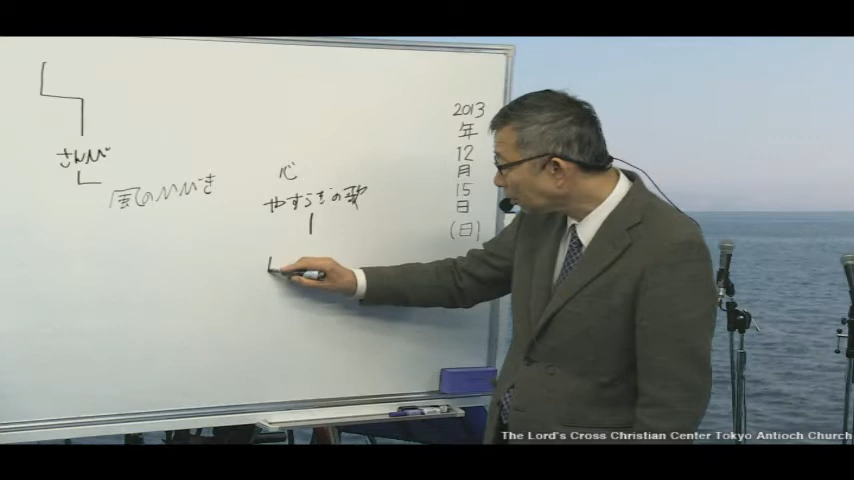 さんび
風のひびき
心
やすらぎの歌
2013
年
12
月
15
日
(日)
The Lord's Cross Christian Center Tokyo Antioch Church